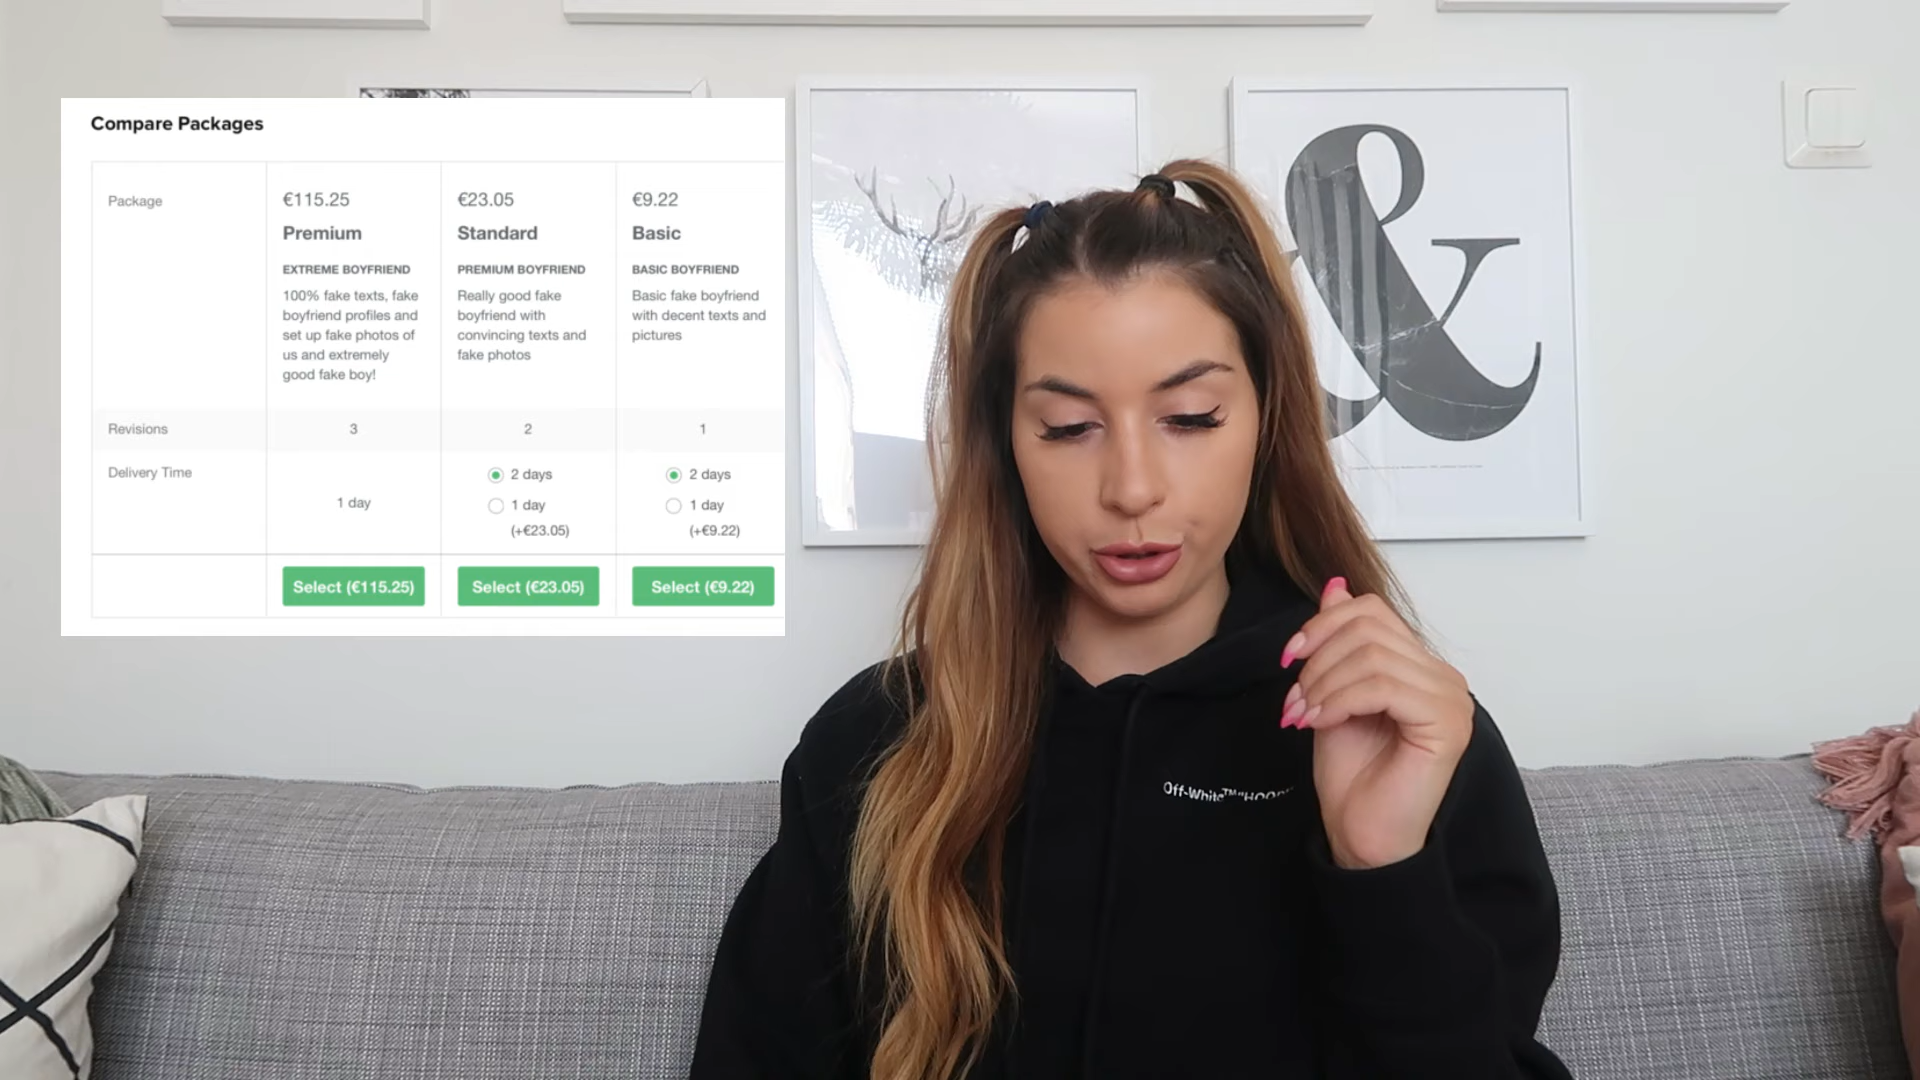 Compare Packages
Package
€115.25
Premium
EXTREME BOYFRIEND
100% fake texts, fake
boyfriend profiles and
set up fake photos of
us and extremely
good fake boy!
€23.05
Standard
PREMIUM BOYFRIEND
Really good fake
boyfriend with
convincing texts and
fake photos
€9.22
Basic
BASIC BOYFRIEND
Basic fake boyfriend
with decent texts and
pictures
Revisions
3
2
1
Delivery Time
1 day
2 days
1 day
(+€23.05)
2 days
1 day
(+€9.22)
Select (€115.25)
Select (€23.05)
Select (€9.22)
&
Off-White™